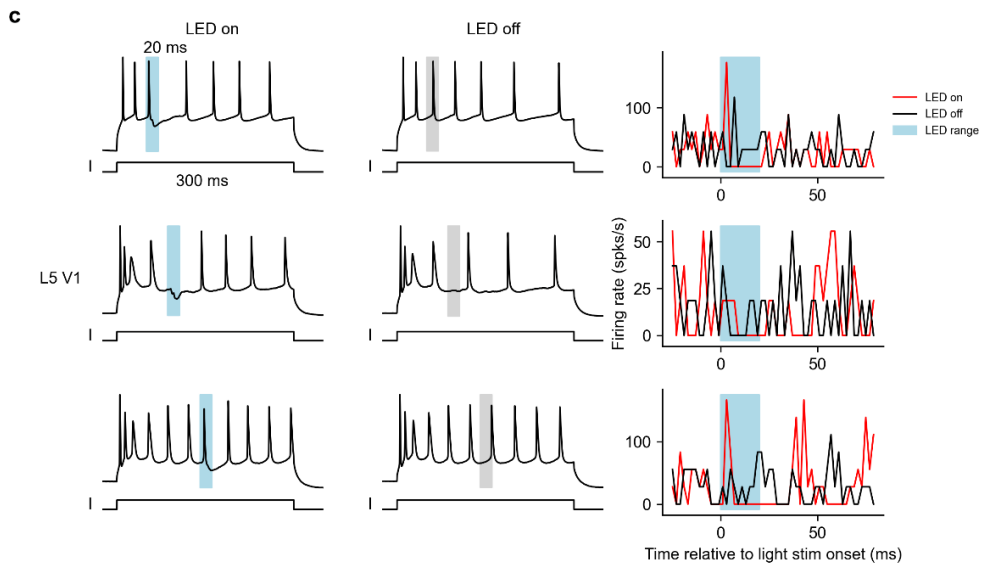 c
LED on
LED off
20 ms
I
I
300 ms
100
0
0
50
LED on
LED off
LED range
L5 V1
I
I
Firing rate (spks/s)
50
25
0
0
50
I
I
100
0
0
50
Time relative to light stim onset (ms)